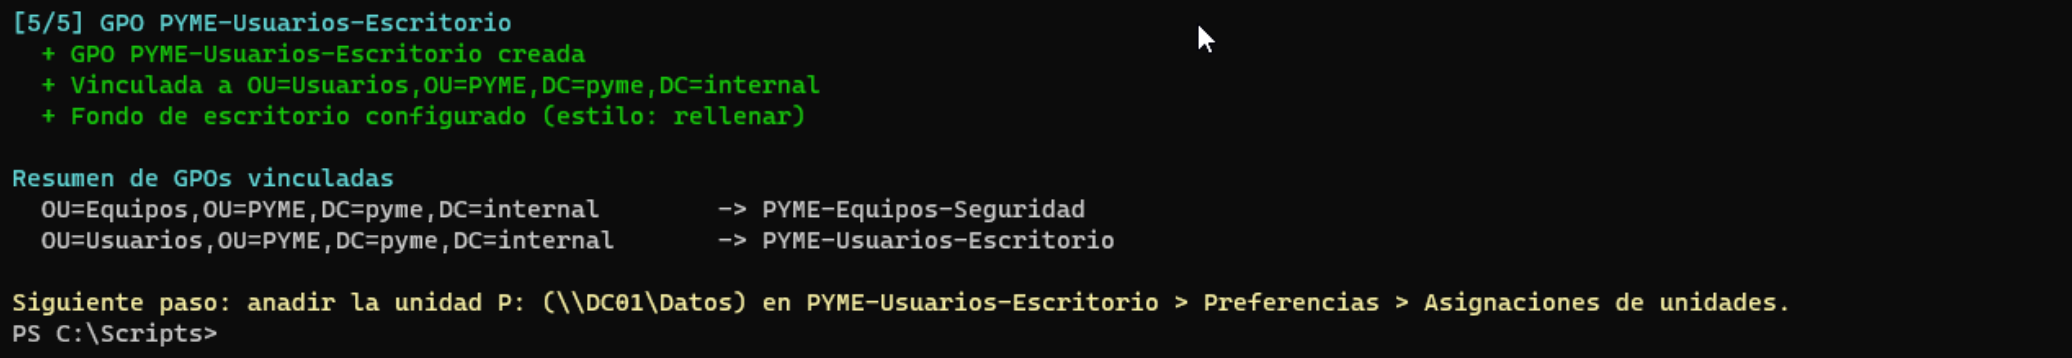 [5/5] GPO PYME-Usuarios-Escritorio
+ GPO PYME-Usuarios-Escritorio creada
+ Vinculada a OU=Usuarios,OU=PYME,DC=pyme,DC=internal
+ Fondo de escritorio configurado (estilo: rellenar)
Resumen de GPOs vinculadas
OU=Equipos,OU=PYME,DC=pyme,DC=internal -> PYME-Equipos-Seguridad
OU=Usuarios,OU=PYME,DC=pyme,DC=internal -> PYME-Usuarios-Escritorio
Siguiente paso: anadir la unidad P: (\\DC01\Datos) en PYME-Usuarios-Escritorio > Preferencias > Asignaciones de unidades.
PS C:\Scripts>